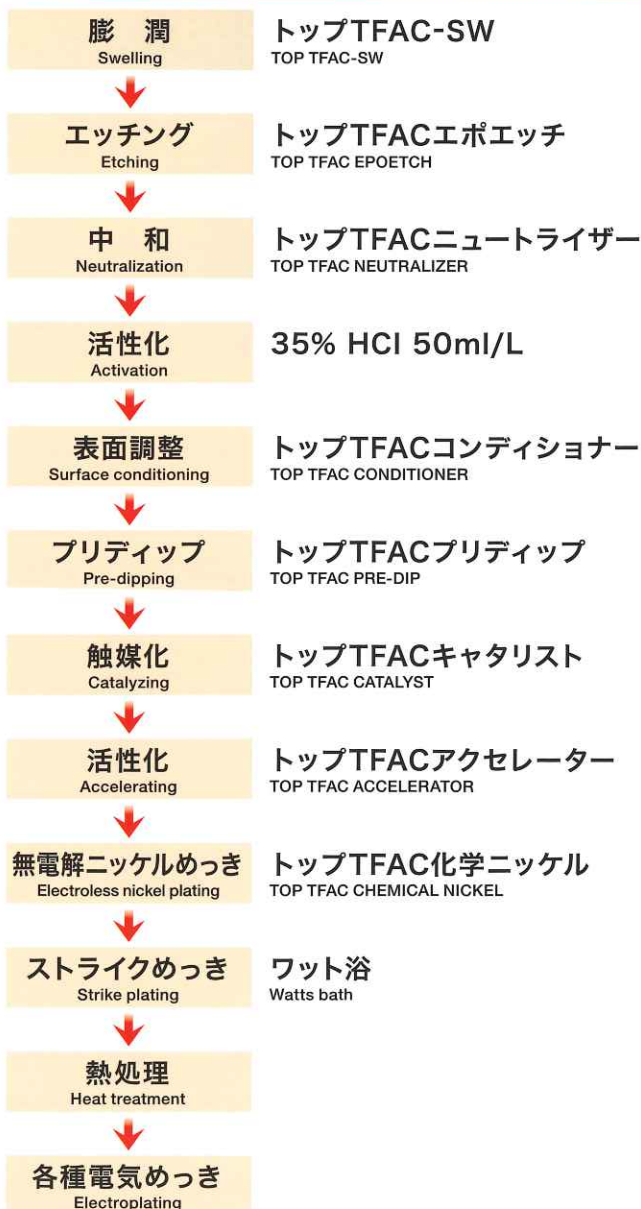 膨　潤
Swelling
トップTFAC-SW
TOP TFAC-SW
エッチング
Etching
トップTFACエポエッチ
TOP TFAC EPOETCH
中　和
Neutralization
トップTFACニュートライザー
TOP TFAC NEUTRALIZER
活性化
Activation
35% HCl 50ml/L
表面調整
Surface conditioning
トップTFACコンディショナー
TOP TFAC CONDITIONER
プリディップ
Pre-dipping
トップTFACプリディップ
TOP TFAC PRE-DIP
触媒化
Catalyzing
トップTFACキャタリスト
TOP TFAC CATALYST
活性化
Accelerating
トップTFACアクセレーター
TOP TFAC ACCELERATOR
無電解ニッケルめっき
Electroless nickel plating
トップTFAC化学ニッケル
TOP TFAC CHEMICAL NICKEL
ストライクめっき
Strike plating
ワット浴
Watts bath
熱処理
Heat treatment
各種電気めっき
Electroplating